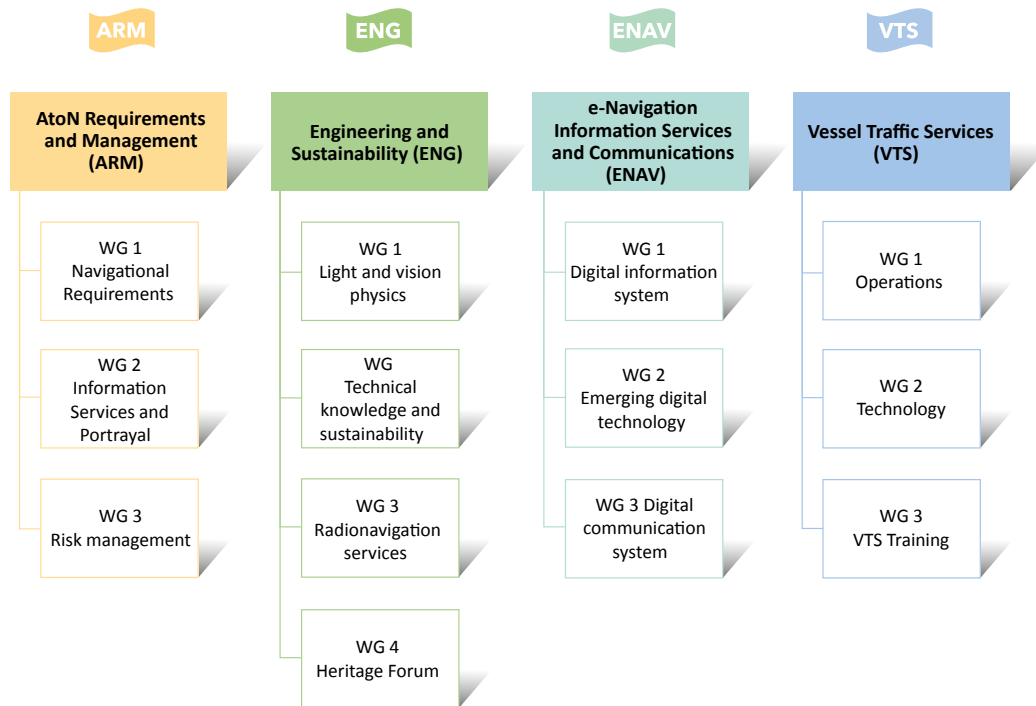 ARM
ENG
ENAV
VTS
AtoN Requirements
and Management
(ARM)
WG 1
Navigational
Requirements
WG 2
Information
Services and
Portrayal
WG 3
Risk management
Engineering and
Sustainability (ENG)
WG 1
Light and vision
physics
WG
Technical
knowledge and
sustainability
WG 3
Radionavigation
services
WG 4
Heritage Forum
e-Navigation
Information Services
and Communications
(ENAV)
WG 1
Digital information
system
WG 2
Emerging digital
technology
WG 3 Digital
communication
system
Vessel Traffic Services
(VTS)
WG 1
Operations
WG 2
Technology
WG 3
VTS Training